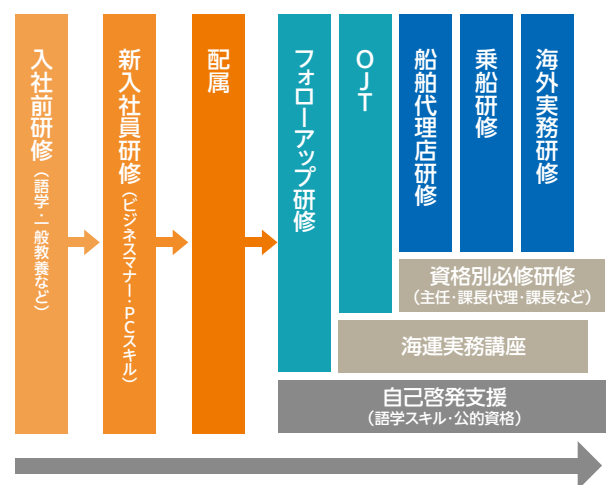 入社前研修（語学・一般教養など）
新入社員研修（ビジネスマナー・PCスキル）
配属
フォローアップ研修
OJT
船舶代理店研修
乗船研修
海外実務研修
資格別必修研修
（主任・課長代理・課長など）
海運実務講座
自己啓発支援
（語学スキル・公的資格）